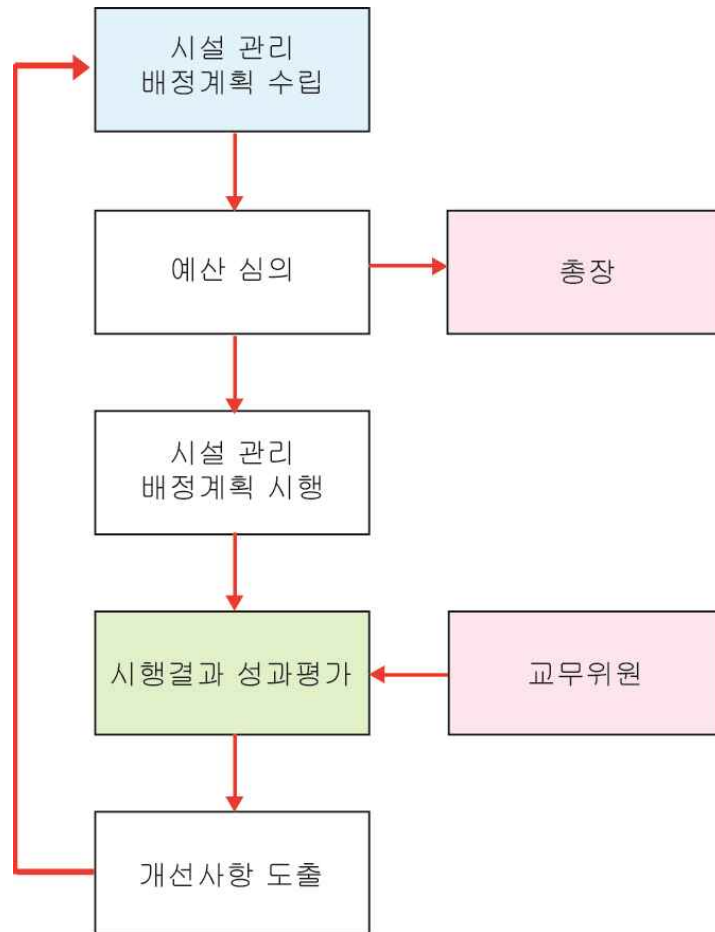 시설 관리
배정계획 수립
예산 심의
총장
시설 관리
배정계획 시행
시행결과 성과평가
교무위원
개선사항 도출